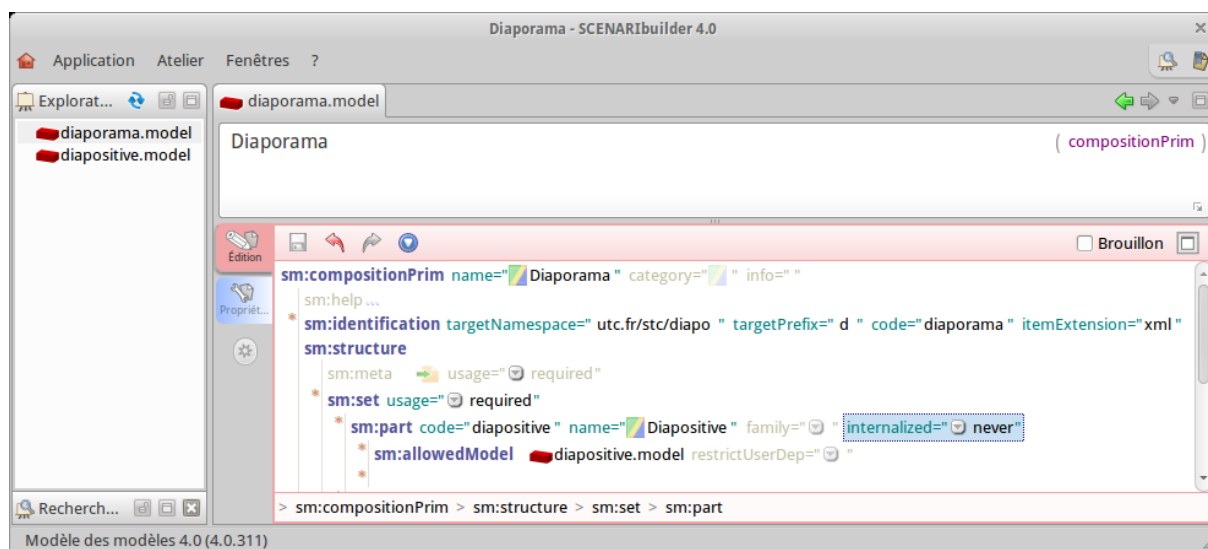 Diaporama - SCENARIbuilder 4.0
Application Atelier Fenêtres ?
Explorat...
diaporama.model
diapositive.model
diaporama.model
Diaporama ( compositionPrim )
Édition
Brouillon
Propriét...
sm:compositionPrim name=" Diaporama " category=" " info=" "
sm:help ...
* sm:identification targetNamespace=" utc.fr/stc/diapo " targetPrefix=" d " code="diaporama " itemExtension="xml "
sm:structure
sm:meta usage=" required"
* sm:set usage=" required"
* sm:part code="diapositive " name=" Diapositive " family=" " internalized=" never"
* sm:allowedModel diapositive.model restrictUserDep=" "
*
Recherch...
> sm:compositionPrim > sm:structure > sm:set > sm:part
Modèle des modèles 4.0 (4.0.311)